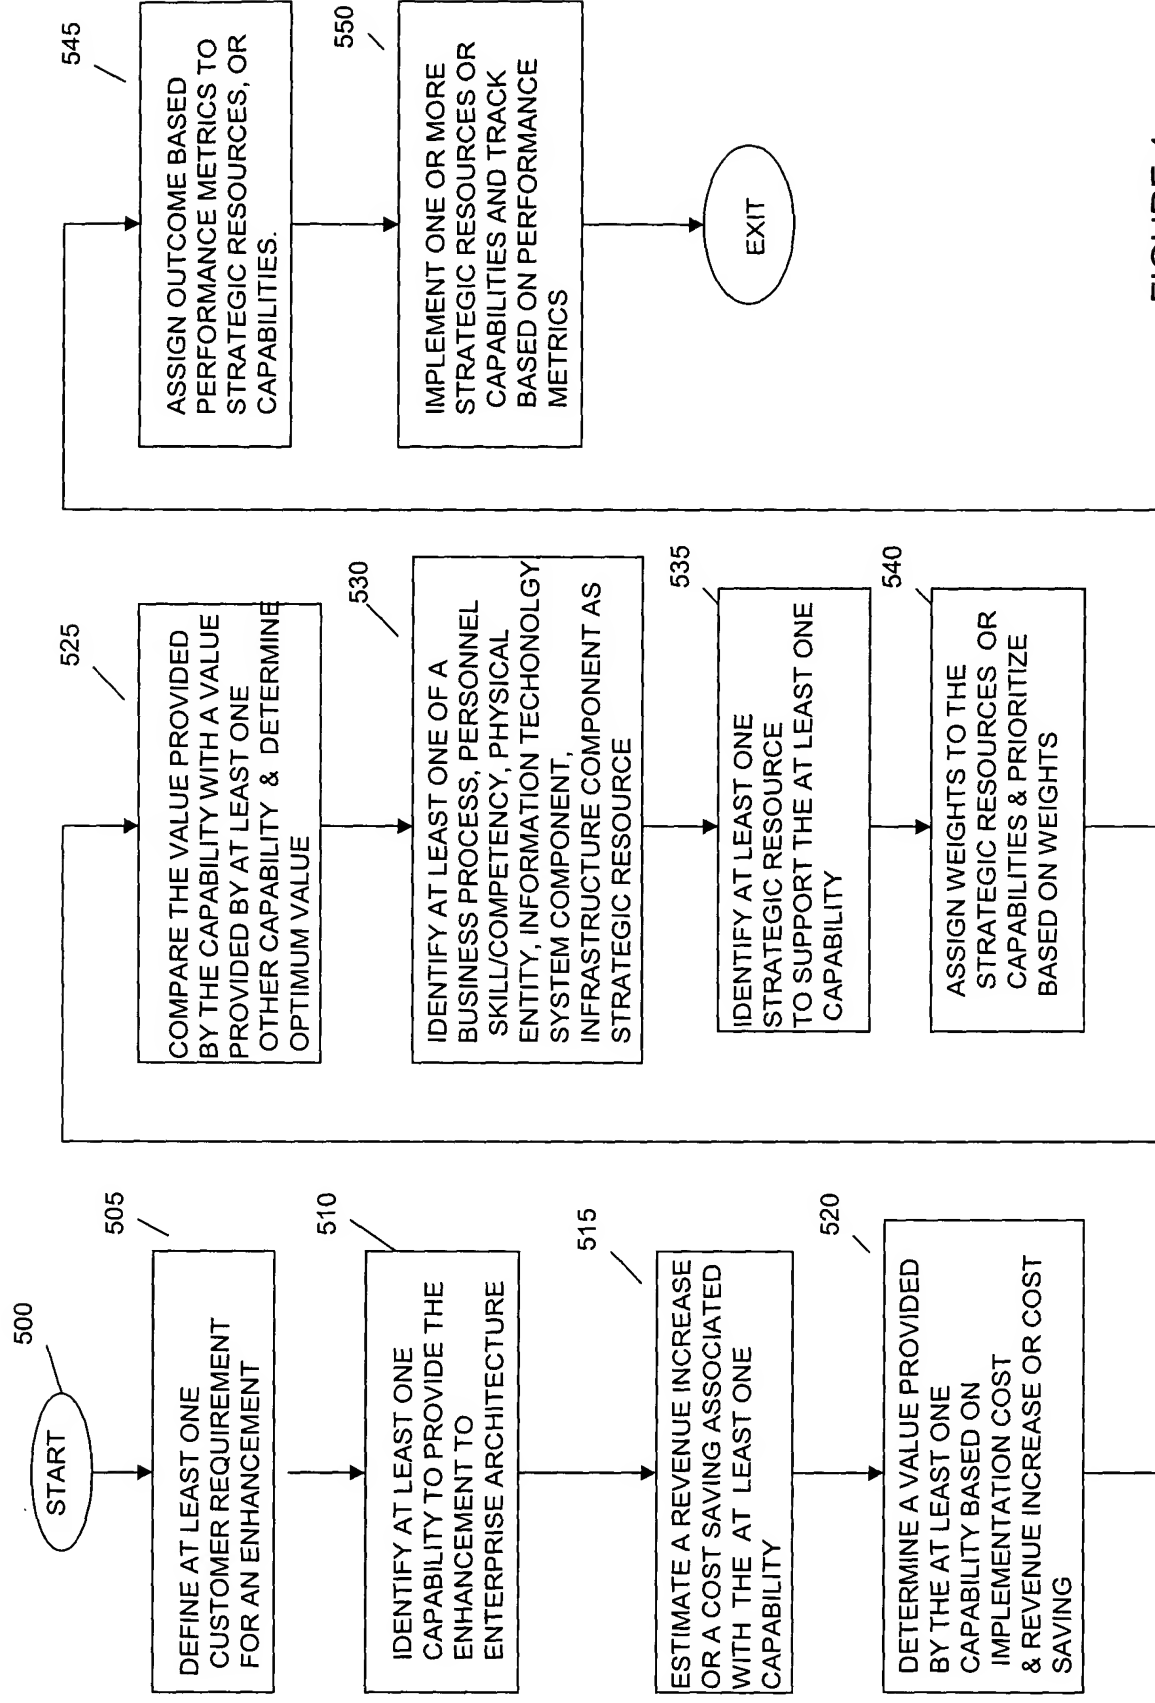 500
START
505
DEFINE AT LEAST ONE
CUSTOMER REQUIREMENT
FOR AN ENHANCEMENT
510
IDENTIFY AT LEAST ONE
CAPABILITY TO PROVIDE THE
ENHANCEMENT TO
ENTERPRISE ARCHITECTURE
515
ESTIMATE A REVENUE INCREASE
OR A COST SAVING ASSOCIATED
WITH THE AT LEAST ONE
CAPABILITY
520
DETERMINE A VALUE PROVIDED
BY THE AT LEAST ONE
CAPABILITY BASED ON
IMPLEMENTATION COST
& REVENUE INCREASE OR COST
SAVING
525
COMPARE THE VALUE PROVIDED
BY THE CAPABILITY WITH A VALUE
PROVIDED BY AT LEAST ONE
OTHER CAPABILITY & DETERMINE
OPTIMUM VALUE
530
IDENTIFY AT LEAST ONE OF A
BUSINESS PROCESS, PERSONNEL
SKILL/COMPETENCY, PHYSICAL
ENTITY, INFORMATION TECHONOLGY
SYSTEM COMPONENT,
INFRASTRUCTURE COMPONENT AS
STRATEGIC RESOURCE
535
IDENTIFY AT LEAST ONE
STRATEGIC RESOURCE
TO SUPPORT THE AT LEAST ONE
CAPABILITY
540
ASSIGN WEIGHTS TO THE
STRATEGIC RESOURCES OR
CAPABILITIES & PRIORITIZE
BASED ON WEIGHTS
545
ASSIGN OUTCOME BASED
PERFORMANCE METRICS TO
STRATEGIC RESOURCES, OR
CAPABILITIES.
550
IMPLEMENT ONE OR MORE
STRATEGIC RESOURCES OR
CAPABILITIES AND TRACK
BASED ON PERFORMANCE
METRICS
EXIT